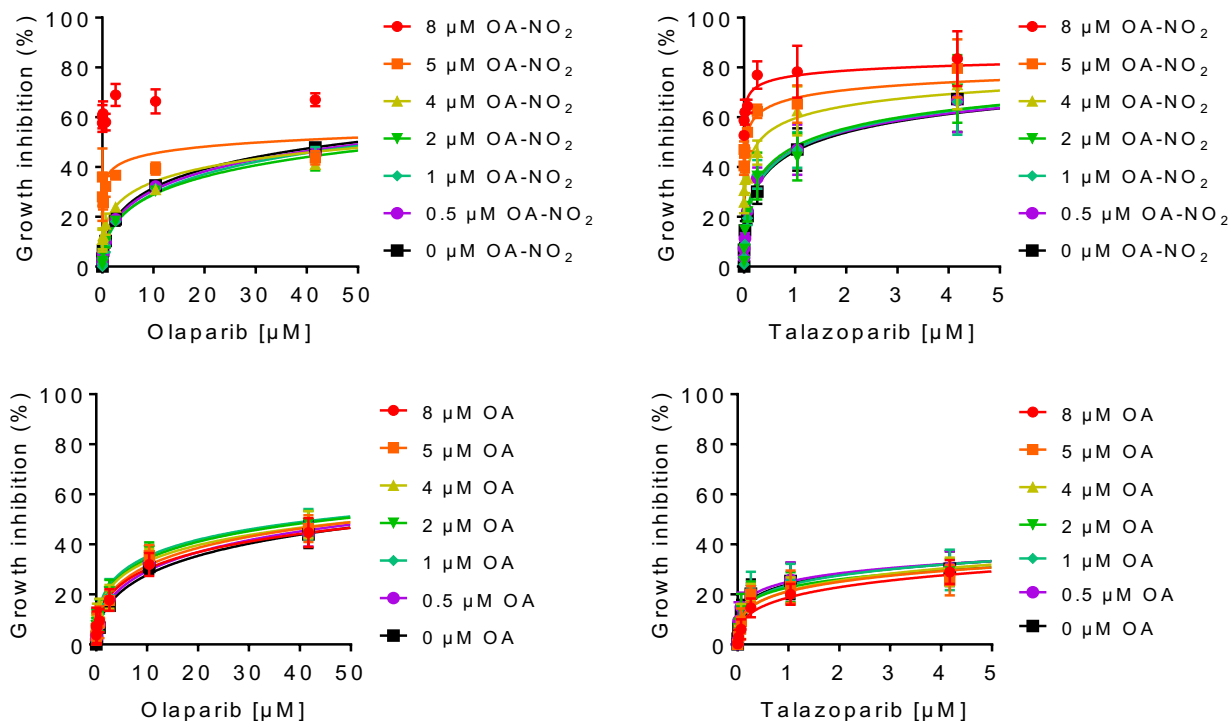 Growth inhibition (%)
100
80
60
40
20
0
0 10 20 30 40 50
Olaparib [µM]
8 µM OA-NO₂
5 µM OA-NO₂
4 µM OA-NO₂
2 µM OA-NO₂
1 µM OA-NO₂
0.5 µM OA-NO₂
0 µM OA-NO₂
Growth inhibition (%)
100
80
60
40
20
0
0 1 2 3 4 5
Talazoparib [µM]
8 µM OA-NO₂
5 µM OA-NO₂
4 µM OA-NO₂
2 µM OA-NO₂
1 µM OA-NO₂
0.5 µM OA-NO₂
0 µM OA-NO₂
Growth inhibition (%)
100
80
60
40
20
0
0 10 20 30 40 50
Olaparib [µM]
8 µM OA
5 µM OA
4 µM OA
2 µM OA
1 µM OA
0.5 µM OA
0 µM OA
Growth inhibition (%)
100
80
60
40
20
0
0 1 2 3 4 5
Talazoparib [µM]
8 µM OA
5 µM OA
4 µM OA
2 µM OA
1 µM OA
0.5 µM OA
0 µM OA